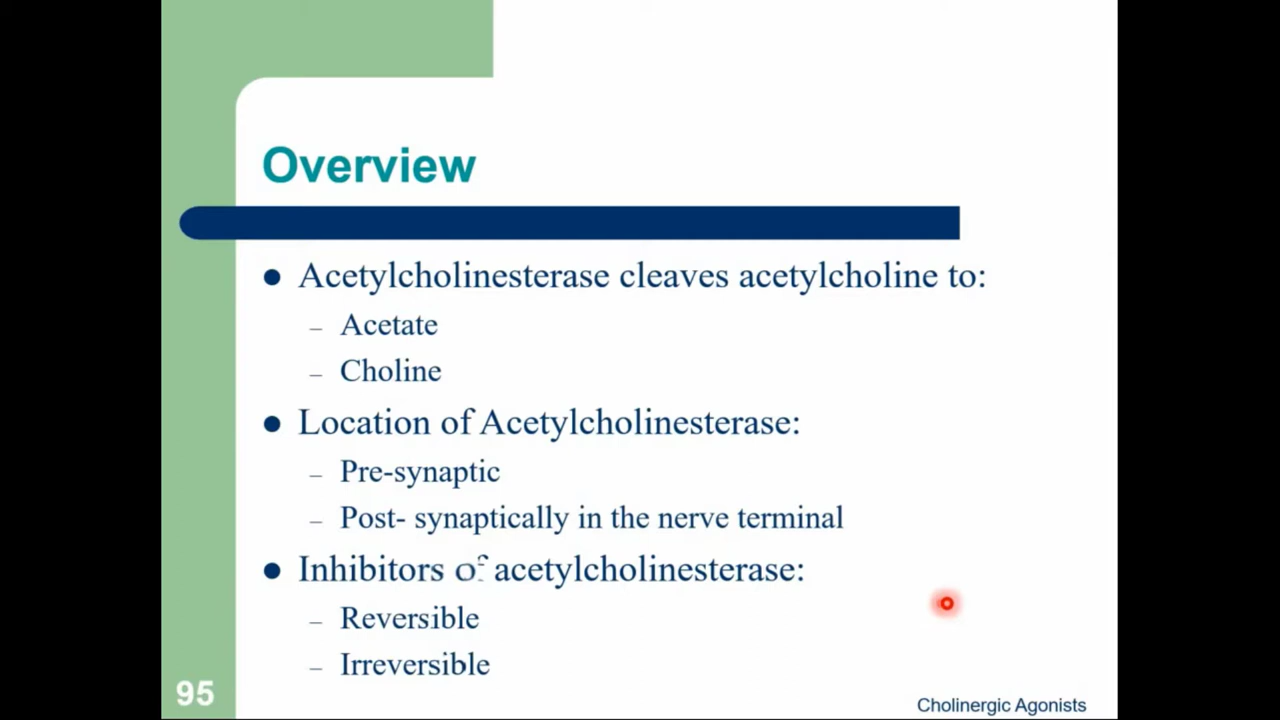 Overview
● Acetylcholinesterase cleaves acetylcholine to:
– Acetate
– Choline
● Location of Acetylcholinesterase:
– Pre-synaptic
– Post- synaptically in the nerve terminal
● Inhibitors of acetylcholinesterase:
– Reversible
– Irreversible
95
Cholinergic Agonists